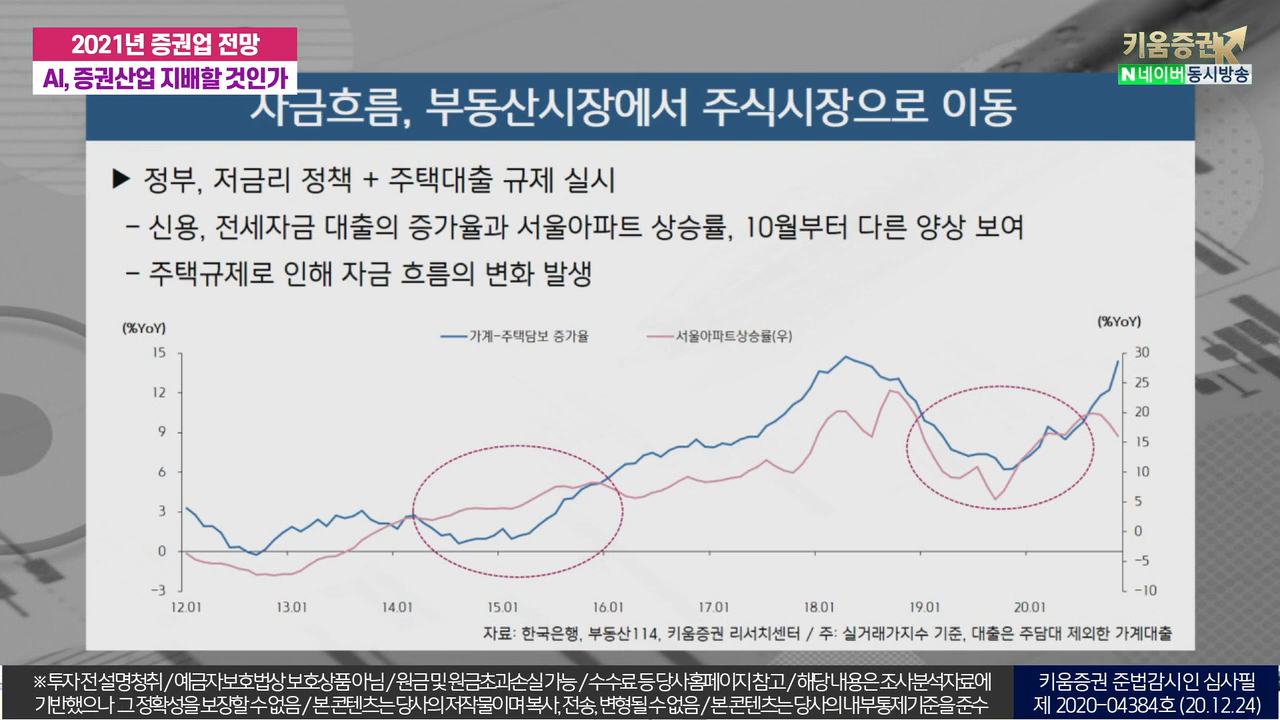 2021년 증권업 전망
AI, 증권산업 지배할 것인가
키움증권
N 네이버 동시방송
자금흐름, 부동산시장에서 주식시장으로 이동
▶ 정부, 저금리 정책 + 주택대출 규제 실시
– 신용, 전세자금 대출의 증가율과 서울아파트 상승률, 10월부터 다른 양상 보여
– 주택규제로 인해 자금 흐름의 변화 발생
(%YoY)
(%YoY)
가계-주택담보 증가율
서울아파트상승률(우)
15
12
9
6
3
0
-3
30
25
20
15
10
5
0
-5
-10
12.01 13.01 14.01 15.01 16.01 17.01 18.01 19.01 20.01
자료: 한국은행, 부동산114, 키움증권 리서치센터 / 주: 실거래가지수 기준, 대출은 주담대 제외한 가계대출
※ 투자 전 설명청취 / 예금자보호법상 보호상품 아님 / 원금 및 원금초과손실 가능 / 수수료 등 당사홈페이지 참고 / 해당 내용은 조사분석자료에
기반했으나 그 정확성을 보장할 수 없음 / 본 콘텐츠는 당사의 저작물이며 복사, 전송, 변형될 수 없음 / 본 콘텐츠는 당사의 내부통제기준을 준수
키움증권 준법감시인 심사필
제 2020-04384호 (20.12.24)